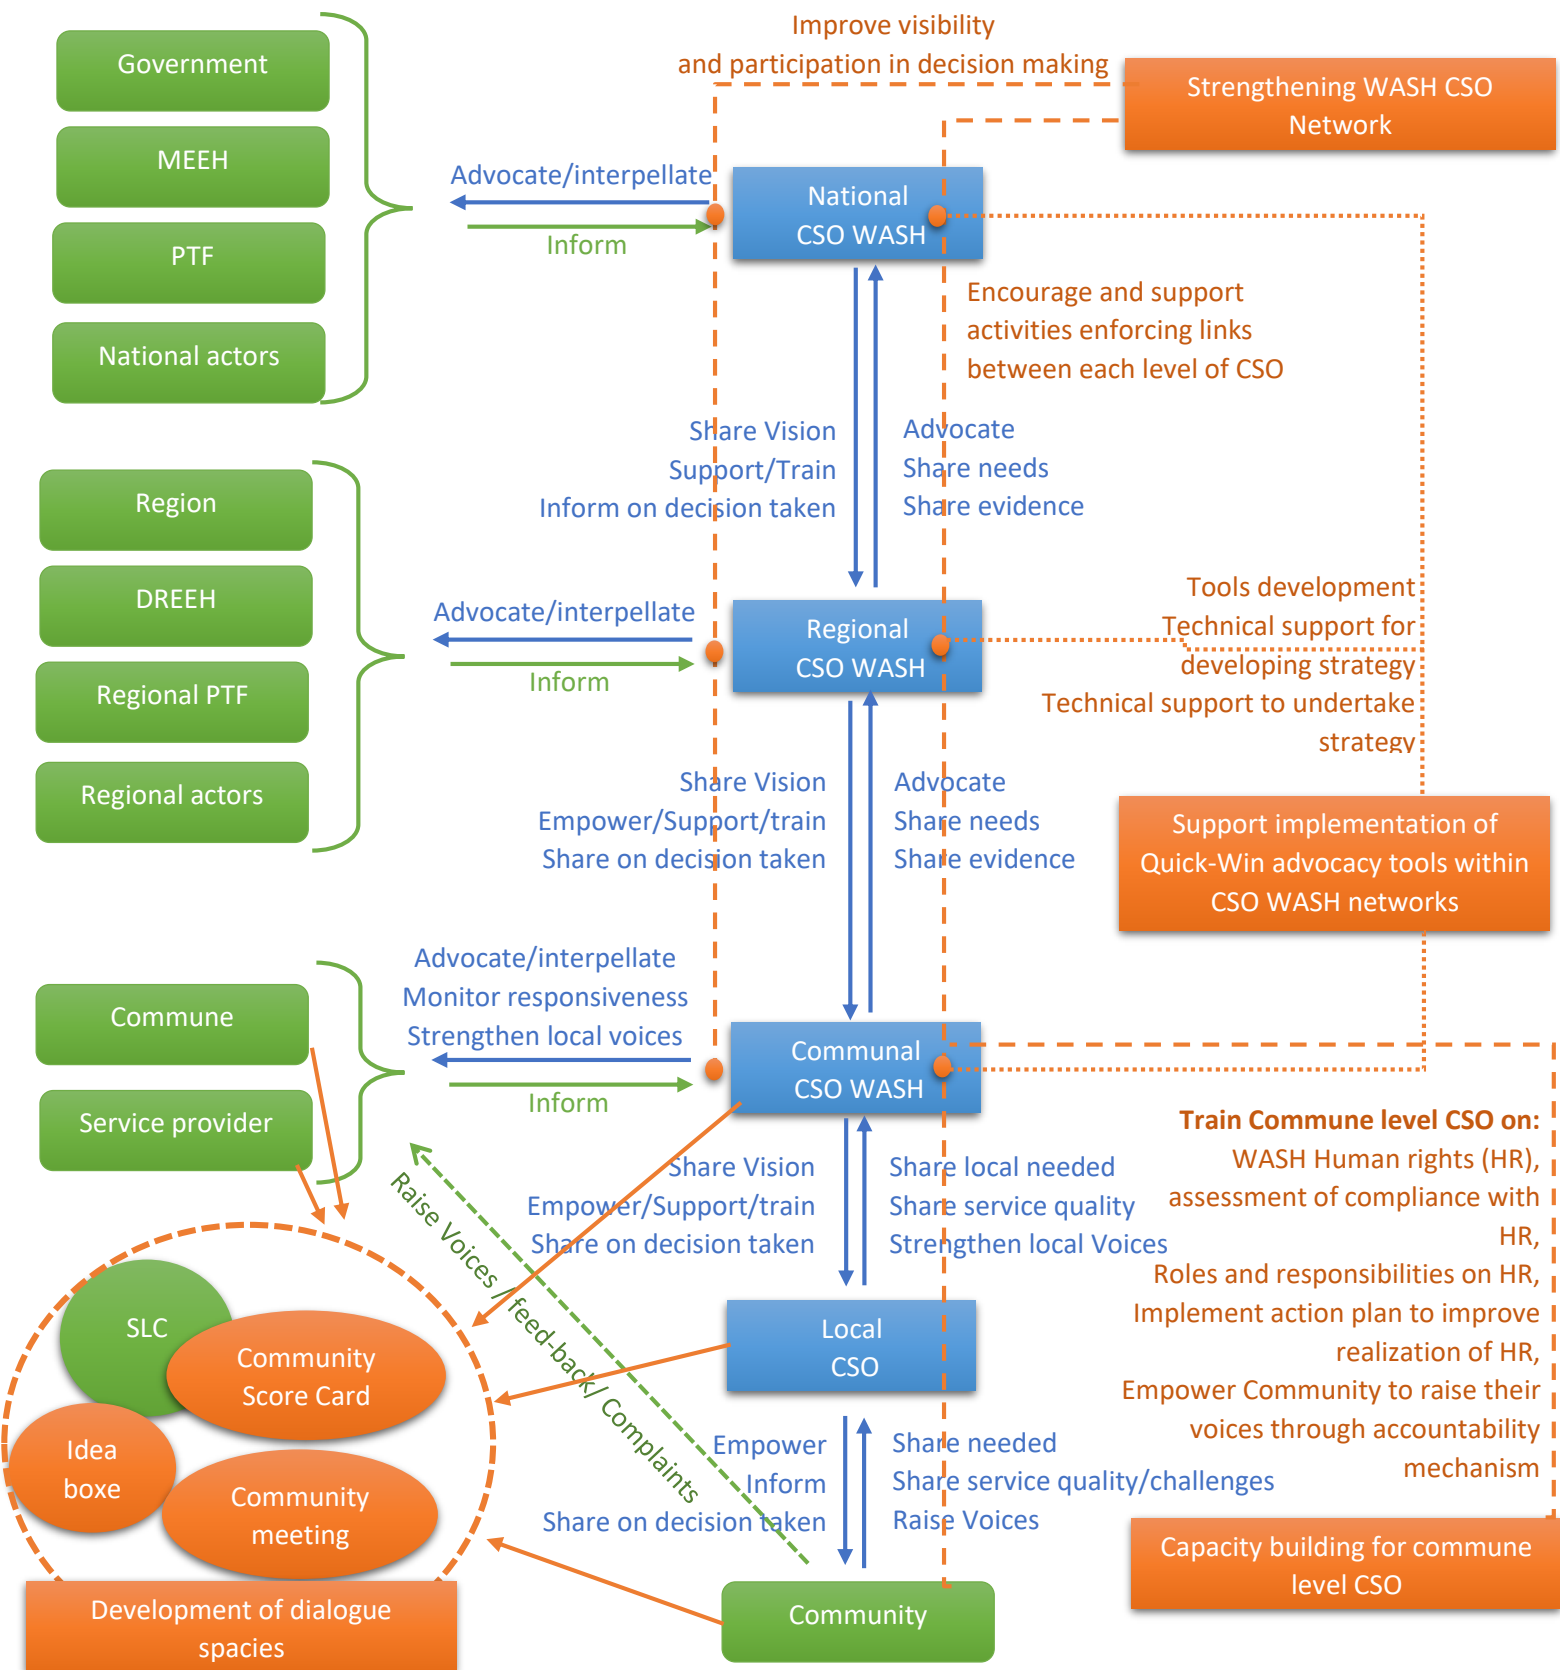 Improve visibility
and participation in decision making
Strengthening WASH CSO
Network
Government
MEEH
PTF
National actors
Advocate/interpellate
Inform
National
CSO WASH
Encourage and support
activities enforcing links
between each level of CSO
Share Vision
Support/Train
Inform on decision taken
Advocate
Share needs
Share evidence
Region
DREEH
Regional PTF
Regional actors
Advocate/interpellate
Inform
Regional
CSO WASH
Tools development
Technical support for
developing strategy
Technical support to undertake
strategy
Share Vision
Empower/Support/train
Share on decision taken
Advocate
Share needs
Share evidence
Support implementation of
Quick-Win advocacy tools within
CSO WASH networks
Commune
Service provider
Advocate/interpellate
Monitor responsiveness
Strengthen local voices
Inform
Communal
CSO WASH
Train Commune level CSO on:
WASH Human rights (HR),
assessment of compliance with
HR,
Roles and responsibilities on HR,
Implement action plan to improve
realization of HR,
Empower Community to raise their
voices through accountability
mechanism
Share Vision
Empower/Support/train
Share on decision taken
Share local needed
Share service quality
Strengthen local Voices
Raise Voices / feed-back/ Complaints
SLC
Community
Score Card
Idea
boxe
Community
meeting
Development of dialogue
spacies
Local
CSO
Empower
Inform
Share on decision taken
Share needed
Share service quality/challenges
Raise Voices
Community
Capacity building for commune
level CSO